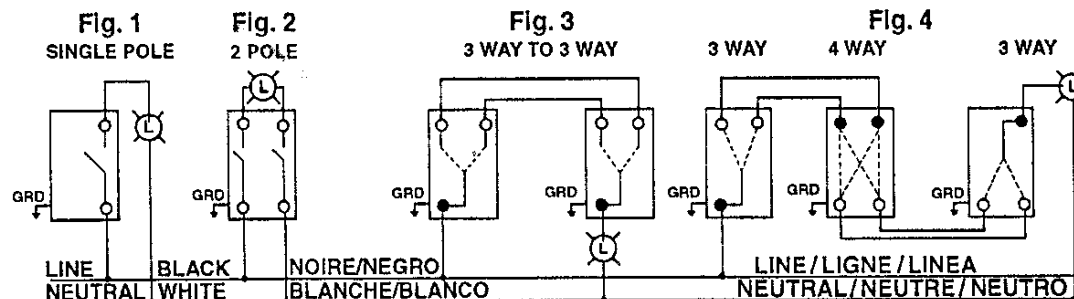 Fig. 1
SINGLE POLE
Fig. 2
2 POLE
Fig. 3
3 WAY TO 3 WAY
Fig. 4
3 WAY
4 WAY
3 WAY
L
L
L
GRD
GRD
GRD
GRD
GRD
GRD
GRD
L
LINE
BLACK
NOIRE/NEGRO
LINE/LIGNE/LINEA
NEUTRAL
WHITE
BLANCHE/BLANCO
NEUTRAL/NEUTRE/NEUTRO